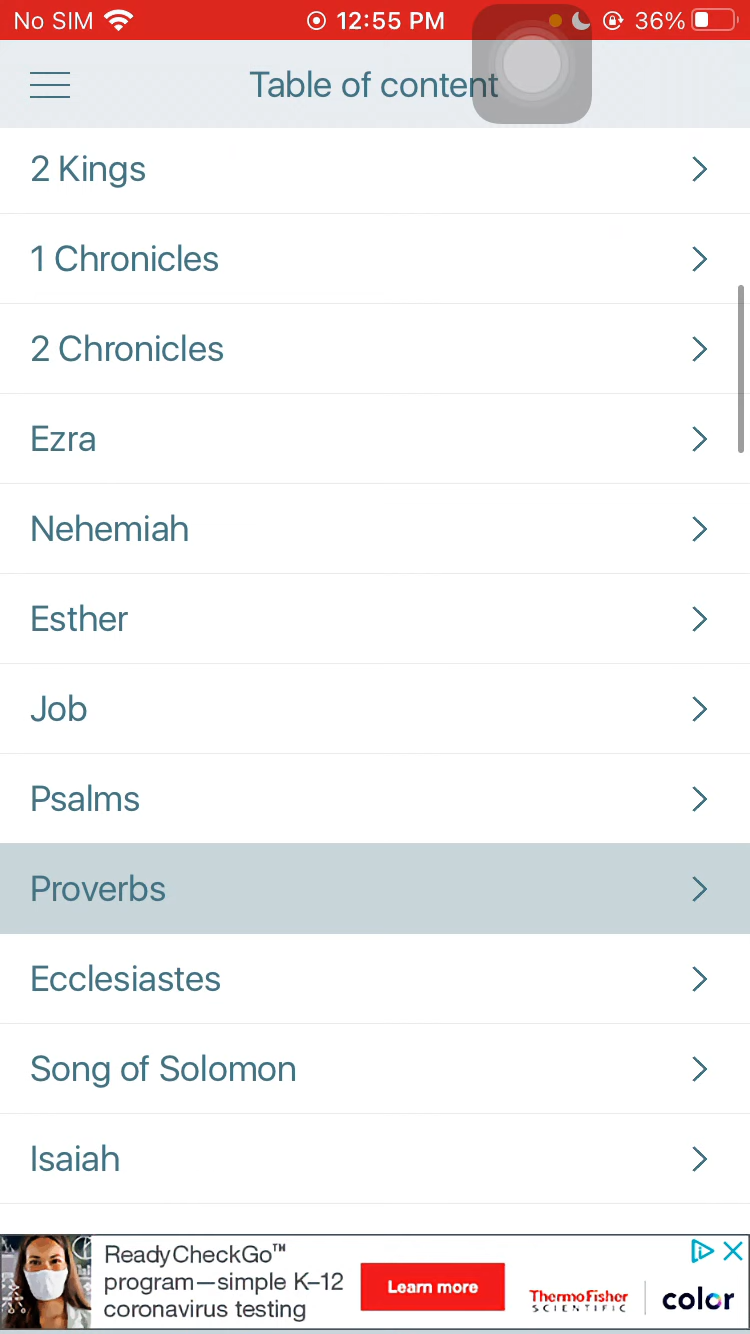 No SIM 12:55 PM 36%
Table of content
2 Kings
1 Chronicles
2 Chronicles
Ezra
Nehemiah
Esther
Job
Psalms
Proverbs
Ecclesiastes
Song of Solomon
Isaiah
ReadyCheckGo™
program—simple K–12
coronavirus testing
Learn more
ThermoFisher
SCIENTIFIC
color